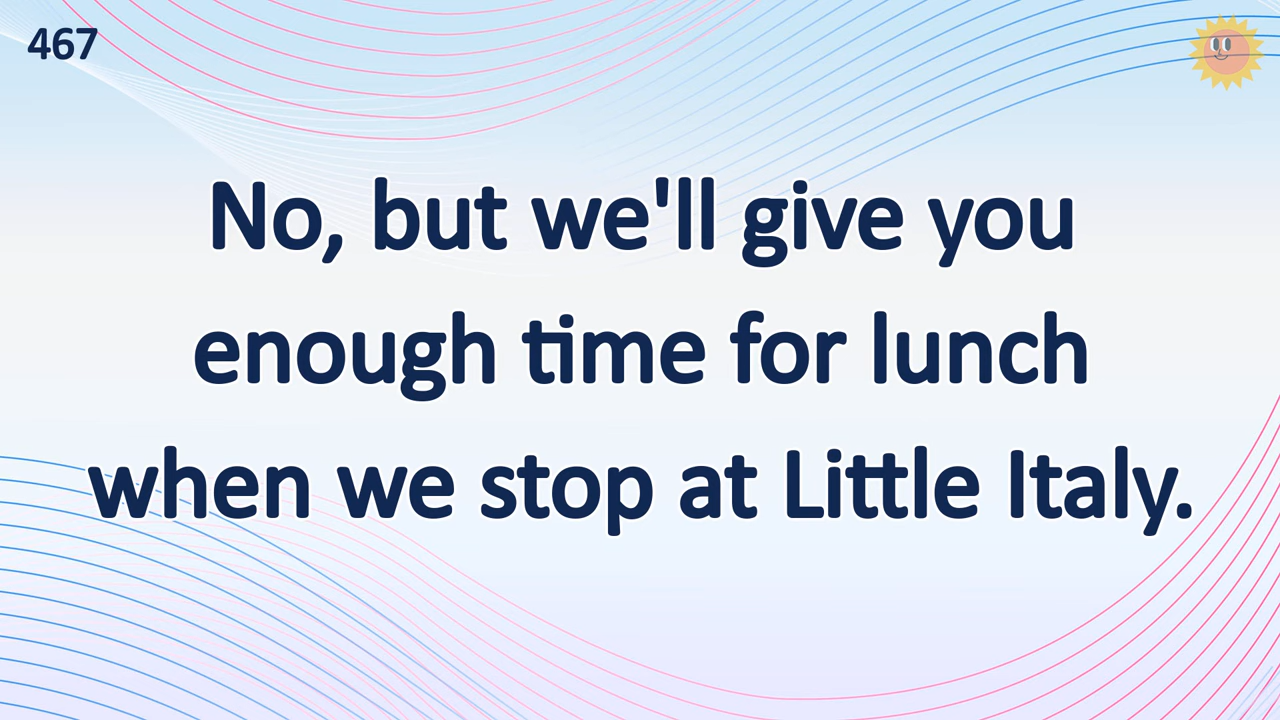 467
No, but we'll give you
enough time for lunch
when we stop at Little Italy.